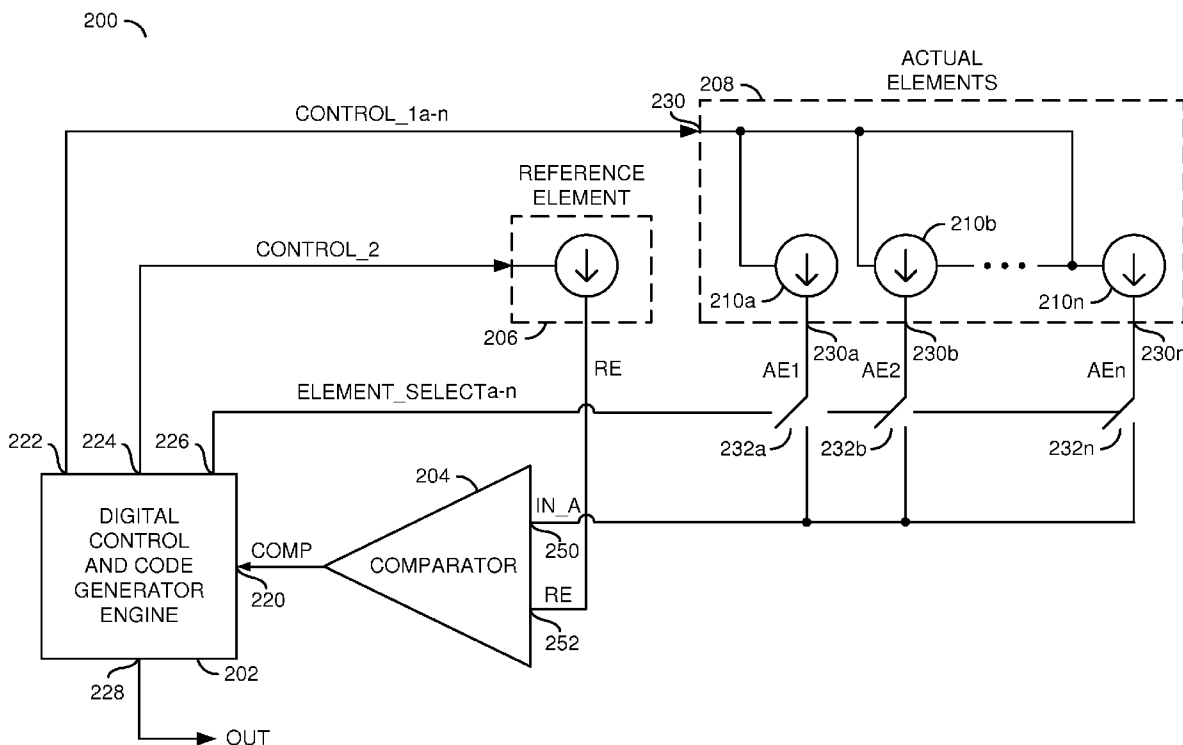 200
ACTUAL
ELEMENTS
208
230
CONTROL_1a-n
REFERENCE
ELEMENT
210b
CONTROL_2
210a
210n
206
230a
230b
230n
RE
AE1
AE2
AEn
ELEMENT_SELECTa-n
222
224
226
232a
232b
232n
204
IN_A
DIGITAL
CONTROL
AND CODE
GENERATOR
ENGINE
COMP
COMPARATOR
250
220
RE
252
202
228
OUT